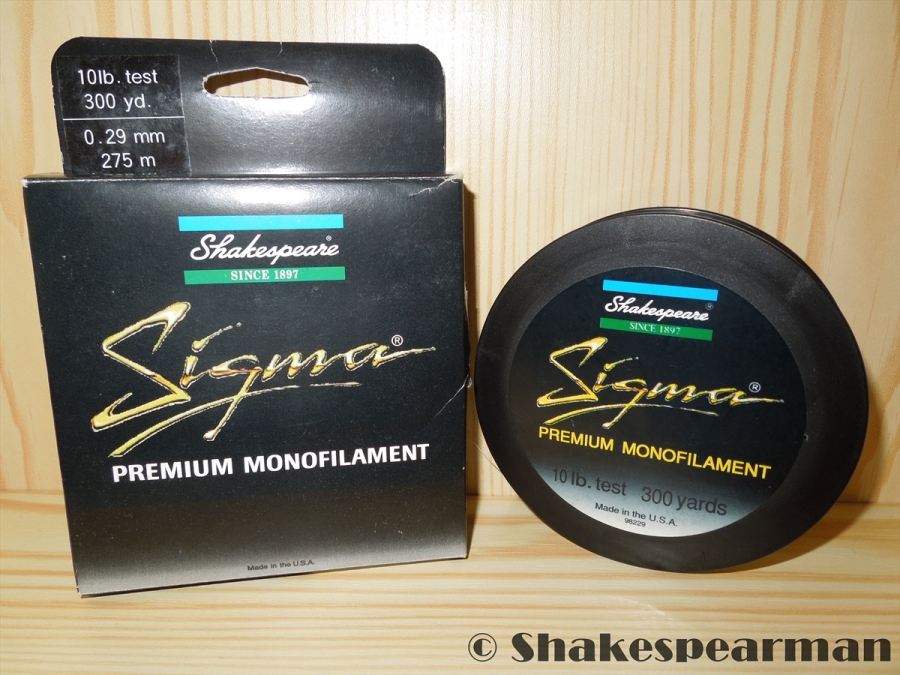 10lb. test
300 yd.
0.29 mm
275 m
Shakespeare®
SINCE 1897
Sigma®
PREMIUM MONOFILAMENT
Made in the U.S.A.
Shakespeare®
SINCE 1897
Sigma®
PREMIUM MONOFILAMENT
10 lb. test 300 yards
Made in the U.S.A.
98229
© Shakespearman